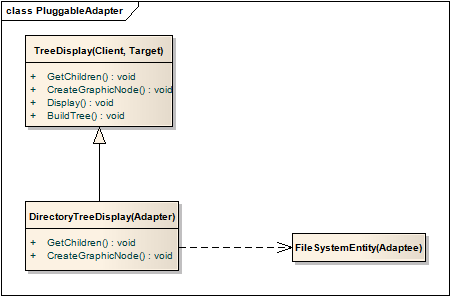 class PluggableAdapter
TreeDisplay(Client, Target)
+ GetChildren() : void
+ CreateGraphicNode() : void
+ Display() : void
+ BuildTree() : void
DirectoryTreeDisplay(Adapter)
+ GetChildren() : void
+ CreateGraphicNode() : void
FileSystemEntity(Adaptee)